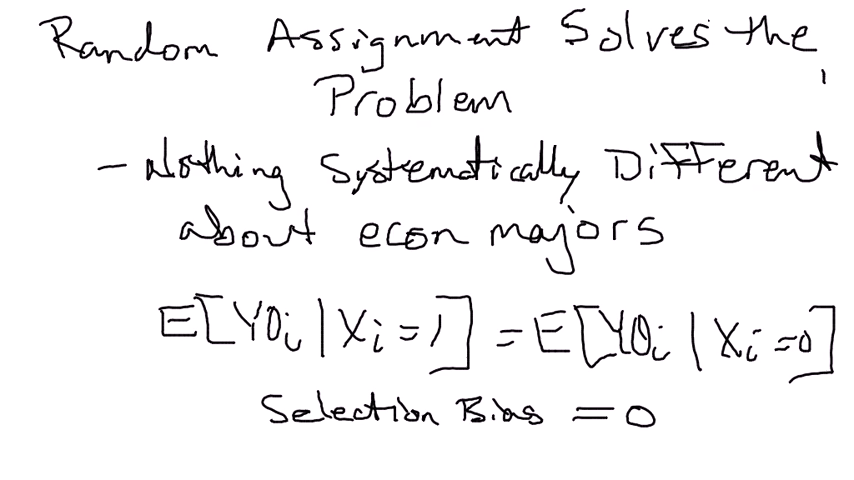 Random Assignment Solves the
Problem
- Nothing Systematically Different
about econ majors
E[Y0i | Xi = 1] = E[Y0i | Xi = 0]
Selection Bias = 0